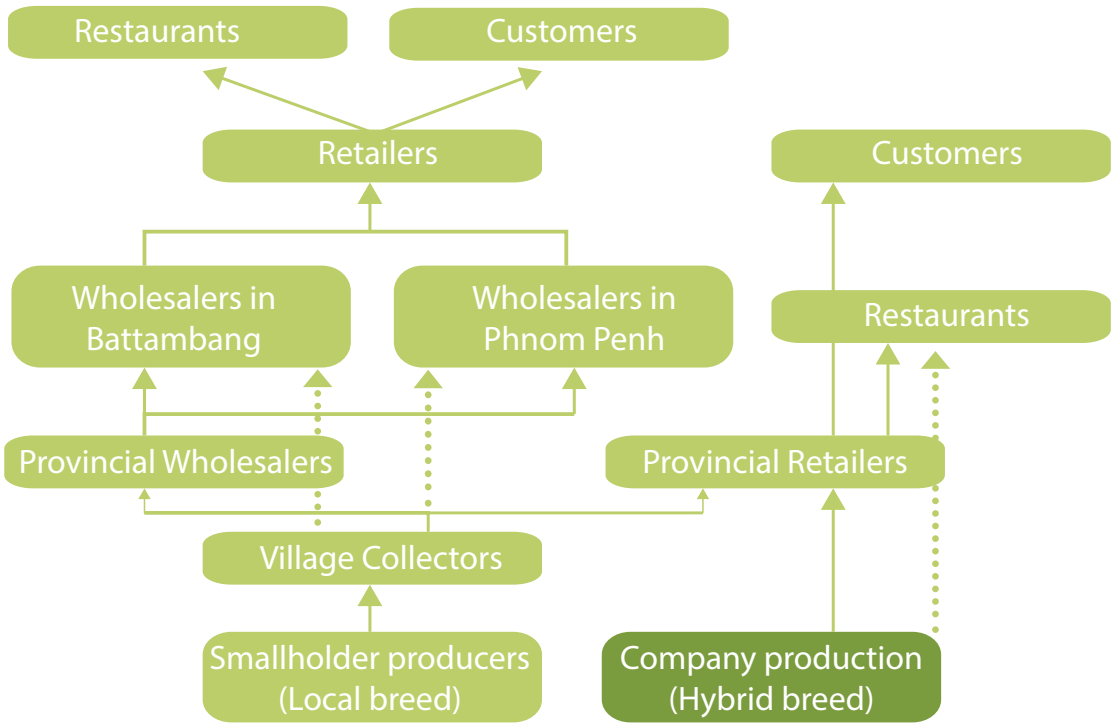 Restaurants
Customers
Retailers
Customers
Wholesalers in
Battambang
Wholesalers in
Phnom Penh
Restaurants
Provincial Wholesalers
Provincial Retailers
Village Collectors
Smallholder producers
(Local breed)
Company production
(Hybrid breed)